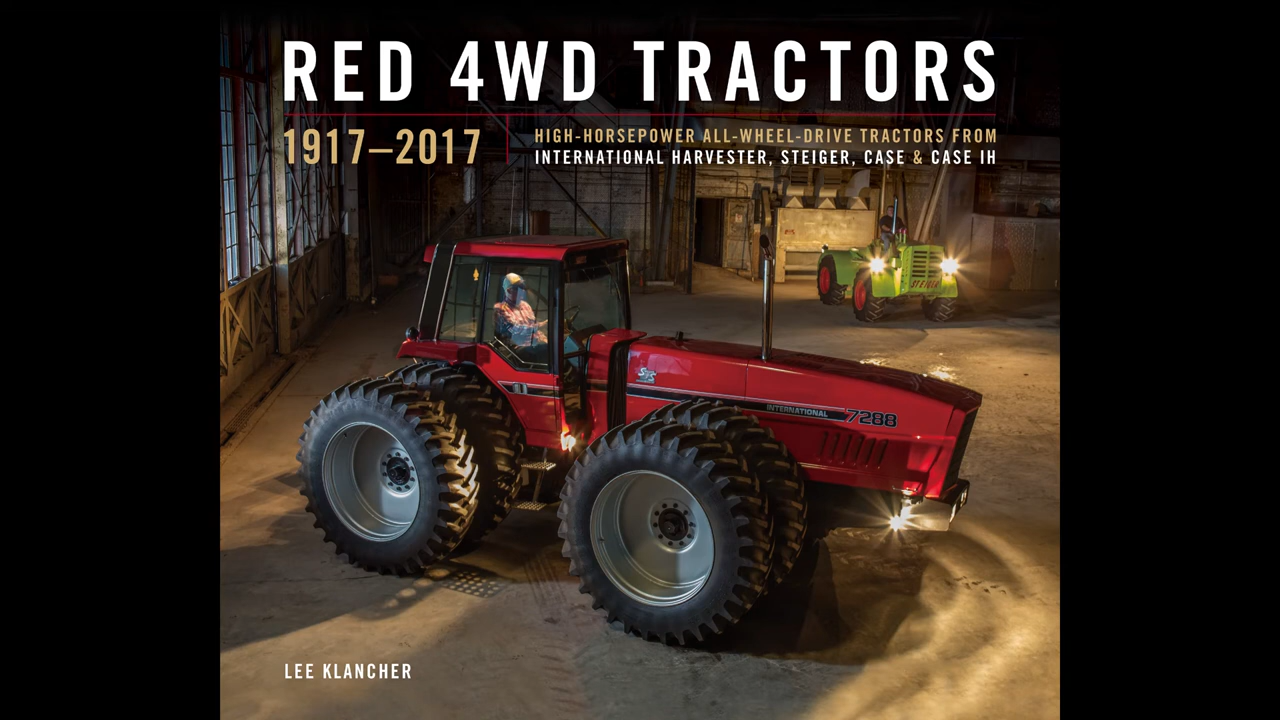 RED 4WD TRACTORS
1917–2017
HIGH-HORSEPOWER ALL-WHEEL-DRIVE TRACTORS FROM
INTERNATIONAL HARVESTER, STEIGER, CASE & CASE IH
STEIGER
INTERNATIONAL 7288
LEE KLANCHER